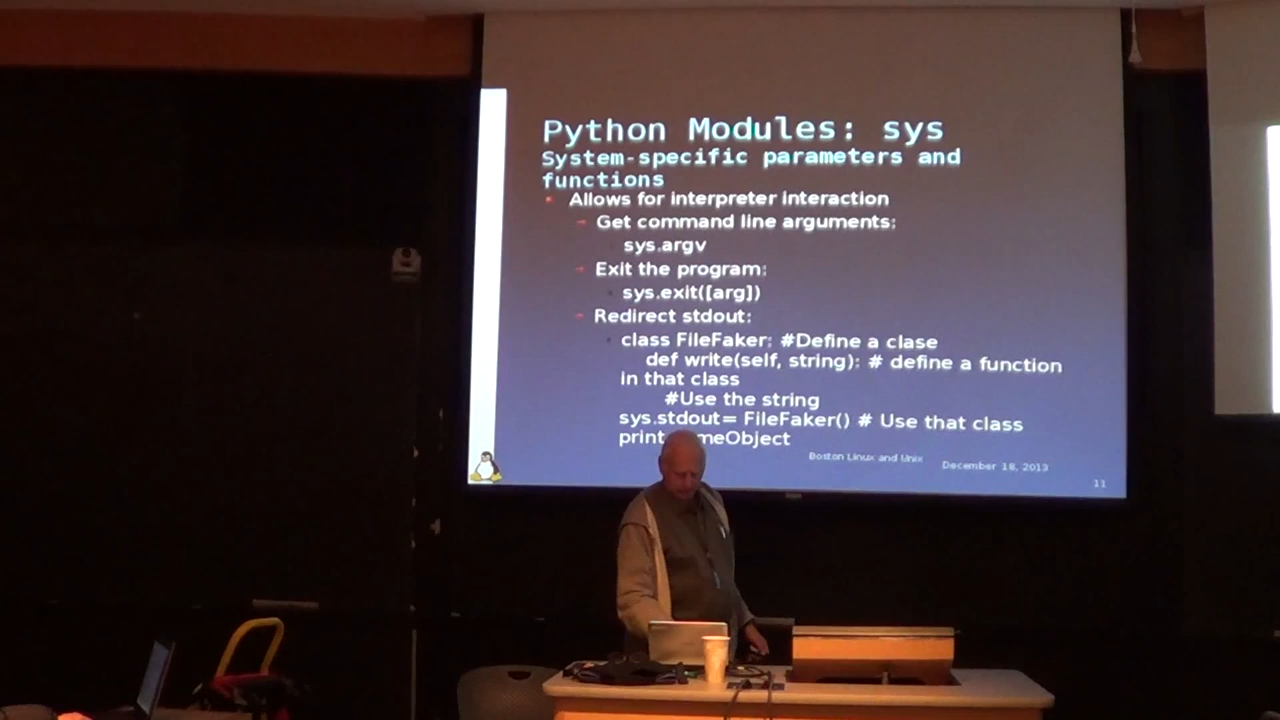 Python Modules: sys
System-specific parameters and
functions
Allows for interpreter interaction
Get command line arguments:
sys.argv
Exit the program:
sys.exit([arg])
Redirect stdout:
class FileFaker: #Define a clase
def write(self, string): # define a function
in that class
#Use the string
sys.stdout= FileFaker() # Use that class
print meObject
Boston Linux and Unix
December 18, 2013
11